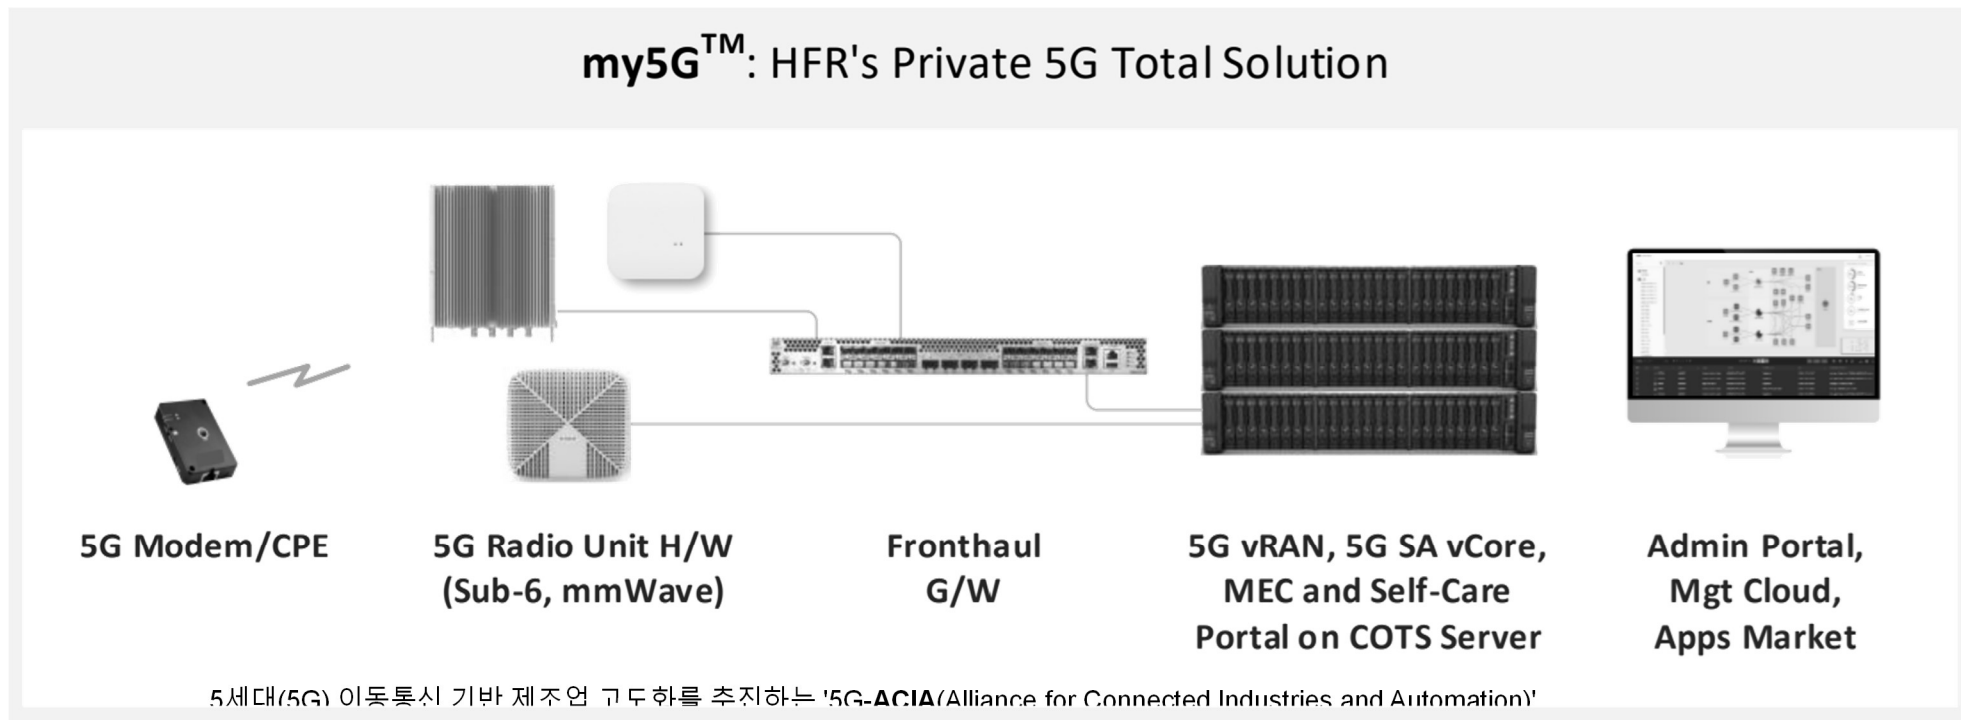 my5G™: HFR's Private 5G Total Solution
5G Modem/CPE
5G Radio Unit H/W
(Sub-6, mmWave)
Fronthaul
G/W
5G vRAN, 5G SA vCore,
MEC and Self-Care
Portal on COTS Server
Admin Portal,
Mgt Cloud,
Apps Market
5세대(5G) 이동통신 기반 제조업 고도화를 추진하는 '5G-ACIA(Alliance for Connected Industries and Automation)'